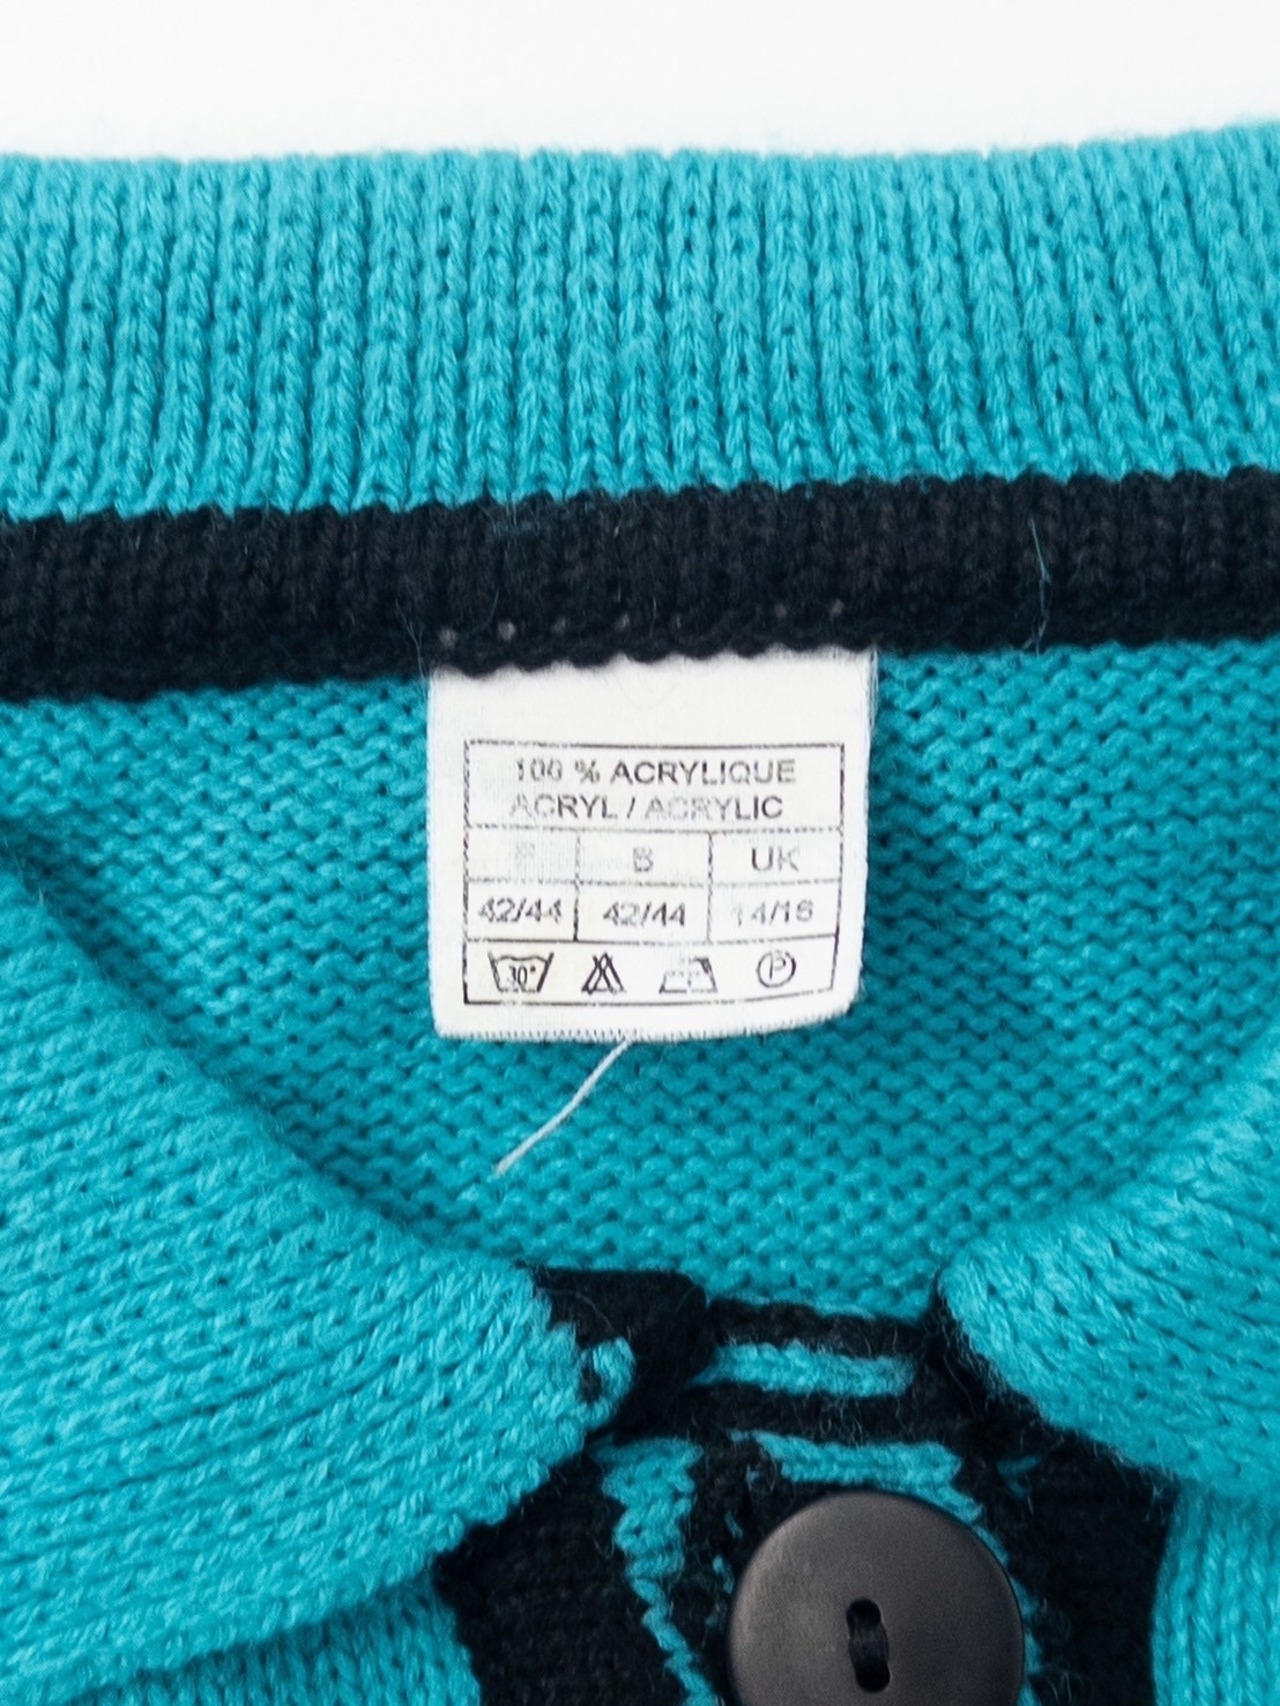 100 % ACRYLIQUE
ACRYL / ACRYLIC
F B UK
42/44 42/44 14/16
30° P